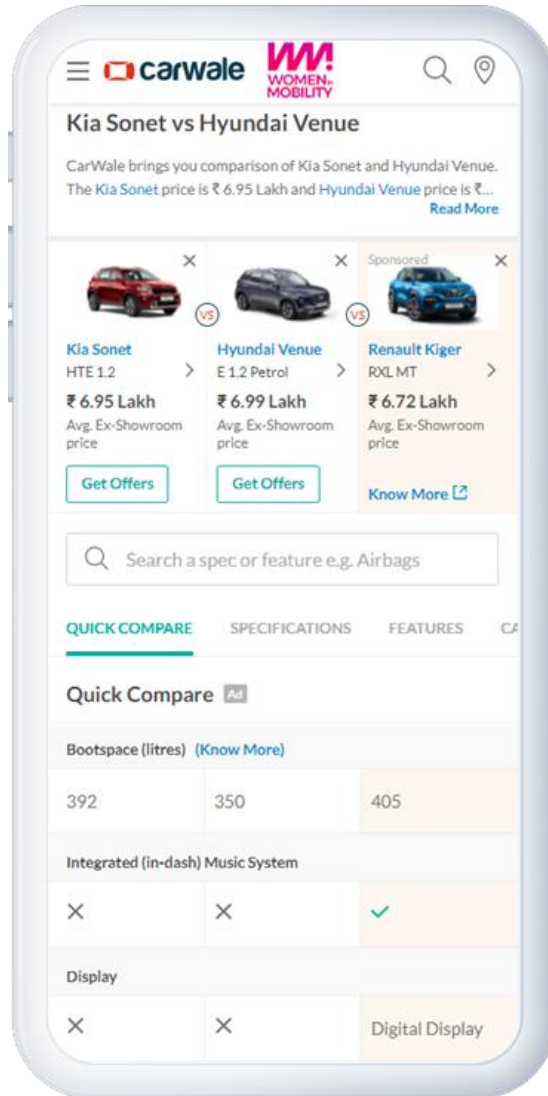 carwale
WM!
WOMEN IN
MOBILITY
Kia Sonet vs Hyundai Venue
CarWale brings you comparison of Kia Sonet and Hyundai Venue.
The Kia Sonet price is ₹ 6.95 Lakh and Hyundai Venue price is ₹...
Read More
Sponsored
VS
VS
Kia Sonet
Hyundai Venue
Renault Kiger
HTE 1.2
E 1.2 Petrol
RXL MT
₹ 6.95 Lakh
₹ 6.99 Lakh
₹ 6.72 Lakh
Avg. Ex-Showroom
price
Avg. Ex-Showroom
price
Avg. Ex-Showroom
price
Get Offers
Get Offers
Know More
Search a spec or feature e.g. Airbags
QUICK COMPARE
SPECIFICATIONS
FEATURES
CA
Quick Compare Ad
Bootspace (litres) (Know More)
392
350
405
Integrated (in-dash) Music System
Display
Digital Display